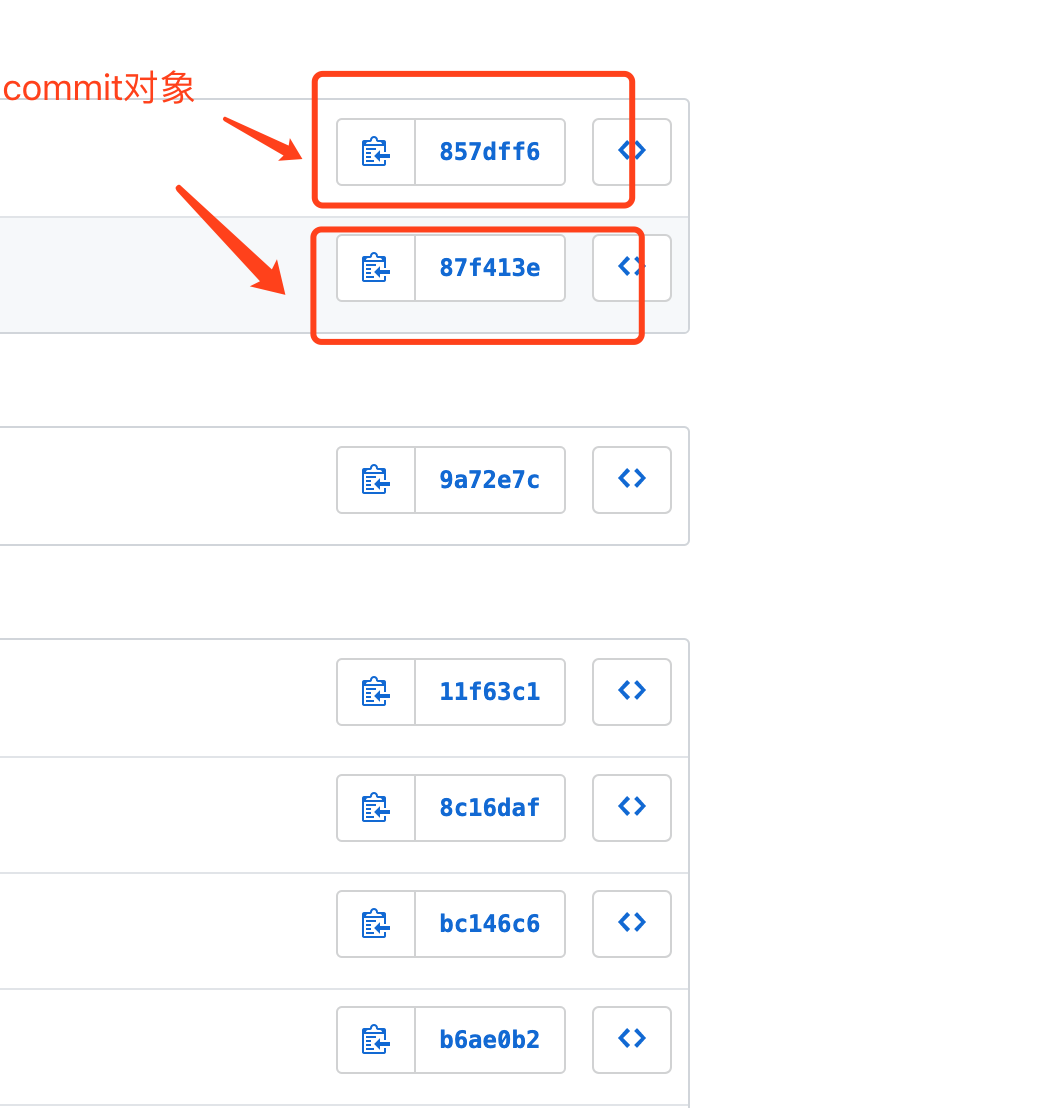 commit对象
857dff6
87f413e
9a72e7c
11f63c1
8c16daf
bc146c6
b6ae0b2